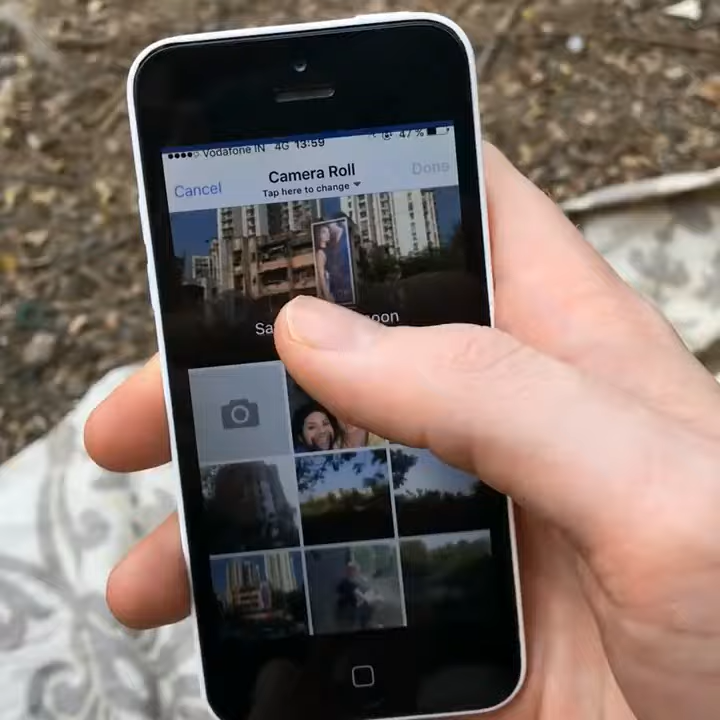 Vodafone IN 4G 13:59 47%
Cancel
Camera Roll
Done
Tap here to change